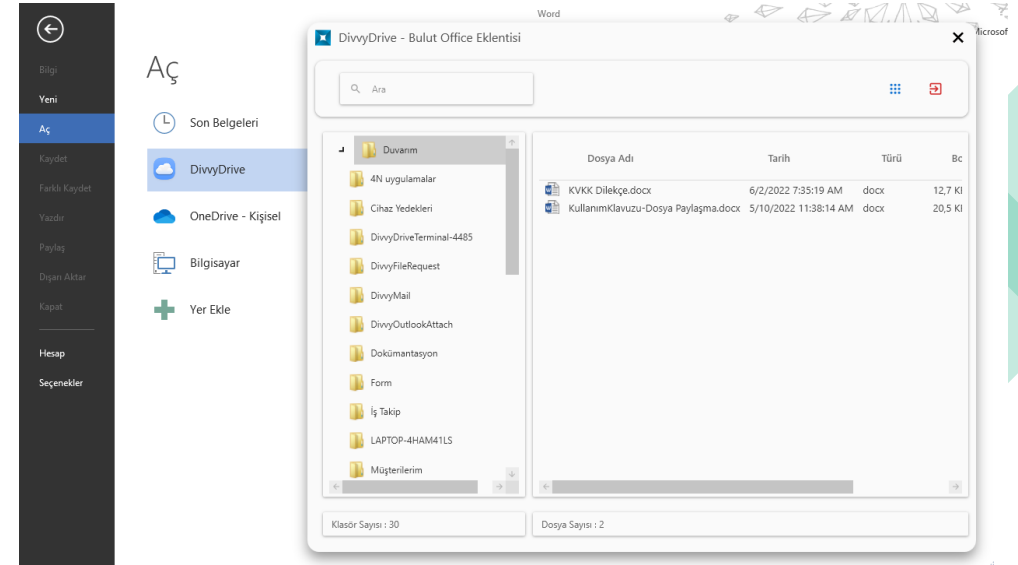 Word
Microsof
DivvyDrive - Bulut Office Eklentisi
Bilgi
Yeni
Aç
Kaydet
Farklı Kaydet
Yazdır
Paylaş
Dışarı Aktar
Kapat
Hesap
Seçenekler
Aç
Son Belgeleri
DivvyDrive
OneDrive - Kişisel
Bilgisayar
Yer Ekle
Ara
Duvarım
4N uygulamalar
Cihaz Yedekleri
DivvyDriveTerminal-4485
DivvyFileRequest
DivvyMail
DivvyOutlookAttach
Dokümantasyon
Form
İş Takip
LAPTOP-4HAM41LS
Müşterilerim
Klasör Sayısı : 30
Dosya Adı Tarih Türü Bc
KVKK Dilekçe.docx 6/2/2022 7:35:19 AM docx 12,7 KI
KullanımKlavuzu-Dosya Paylaşma.docx 5/10/2022 11:38:14 AM docx 20,5 KI
Dosya Sayısı : 2